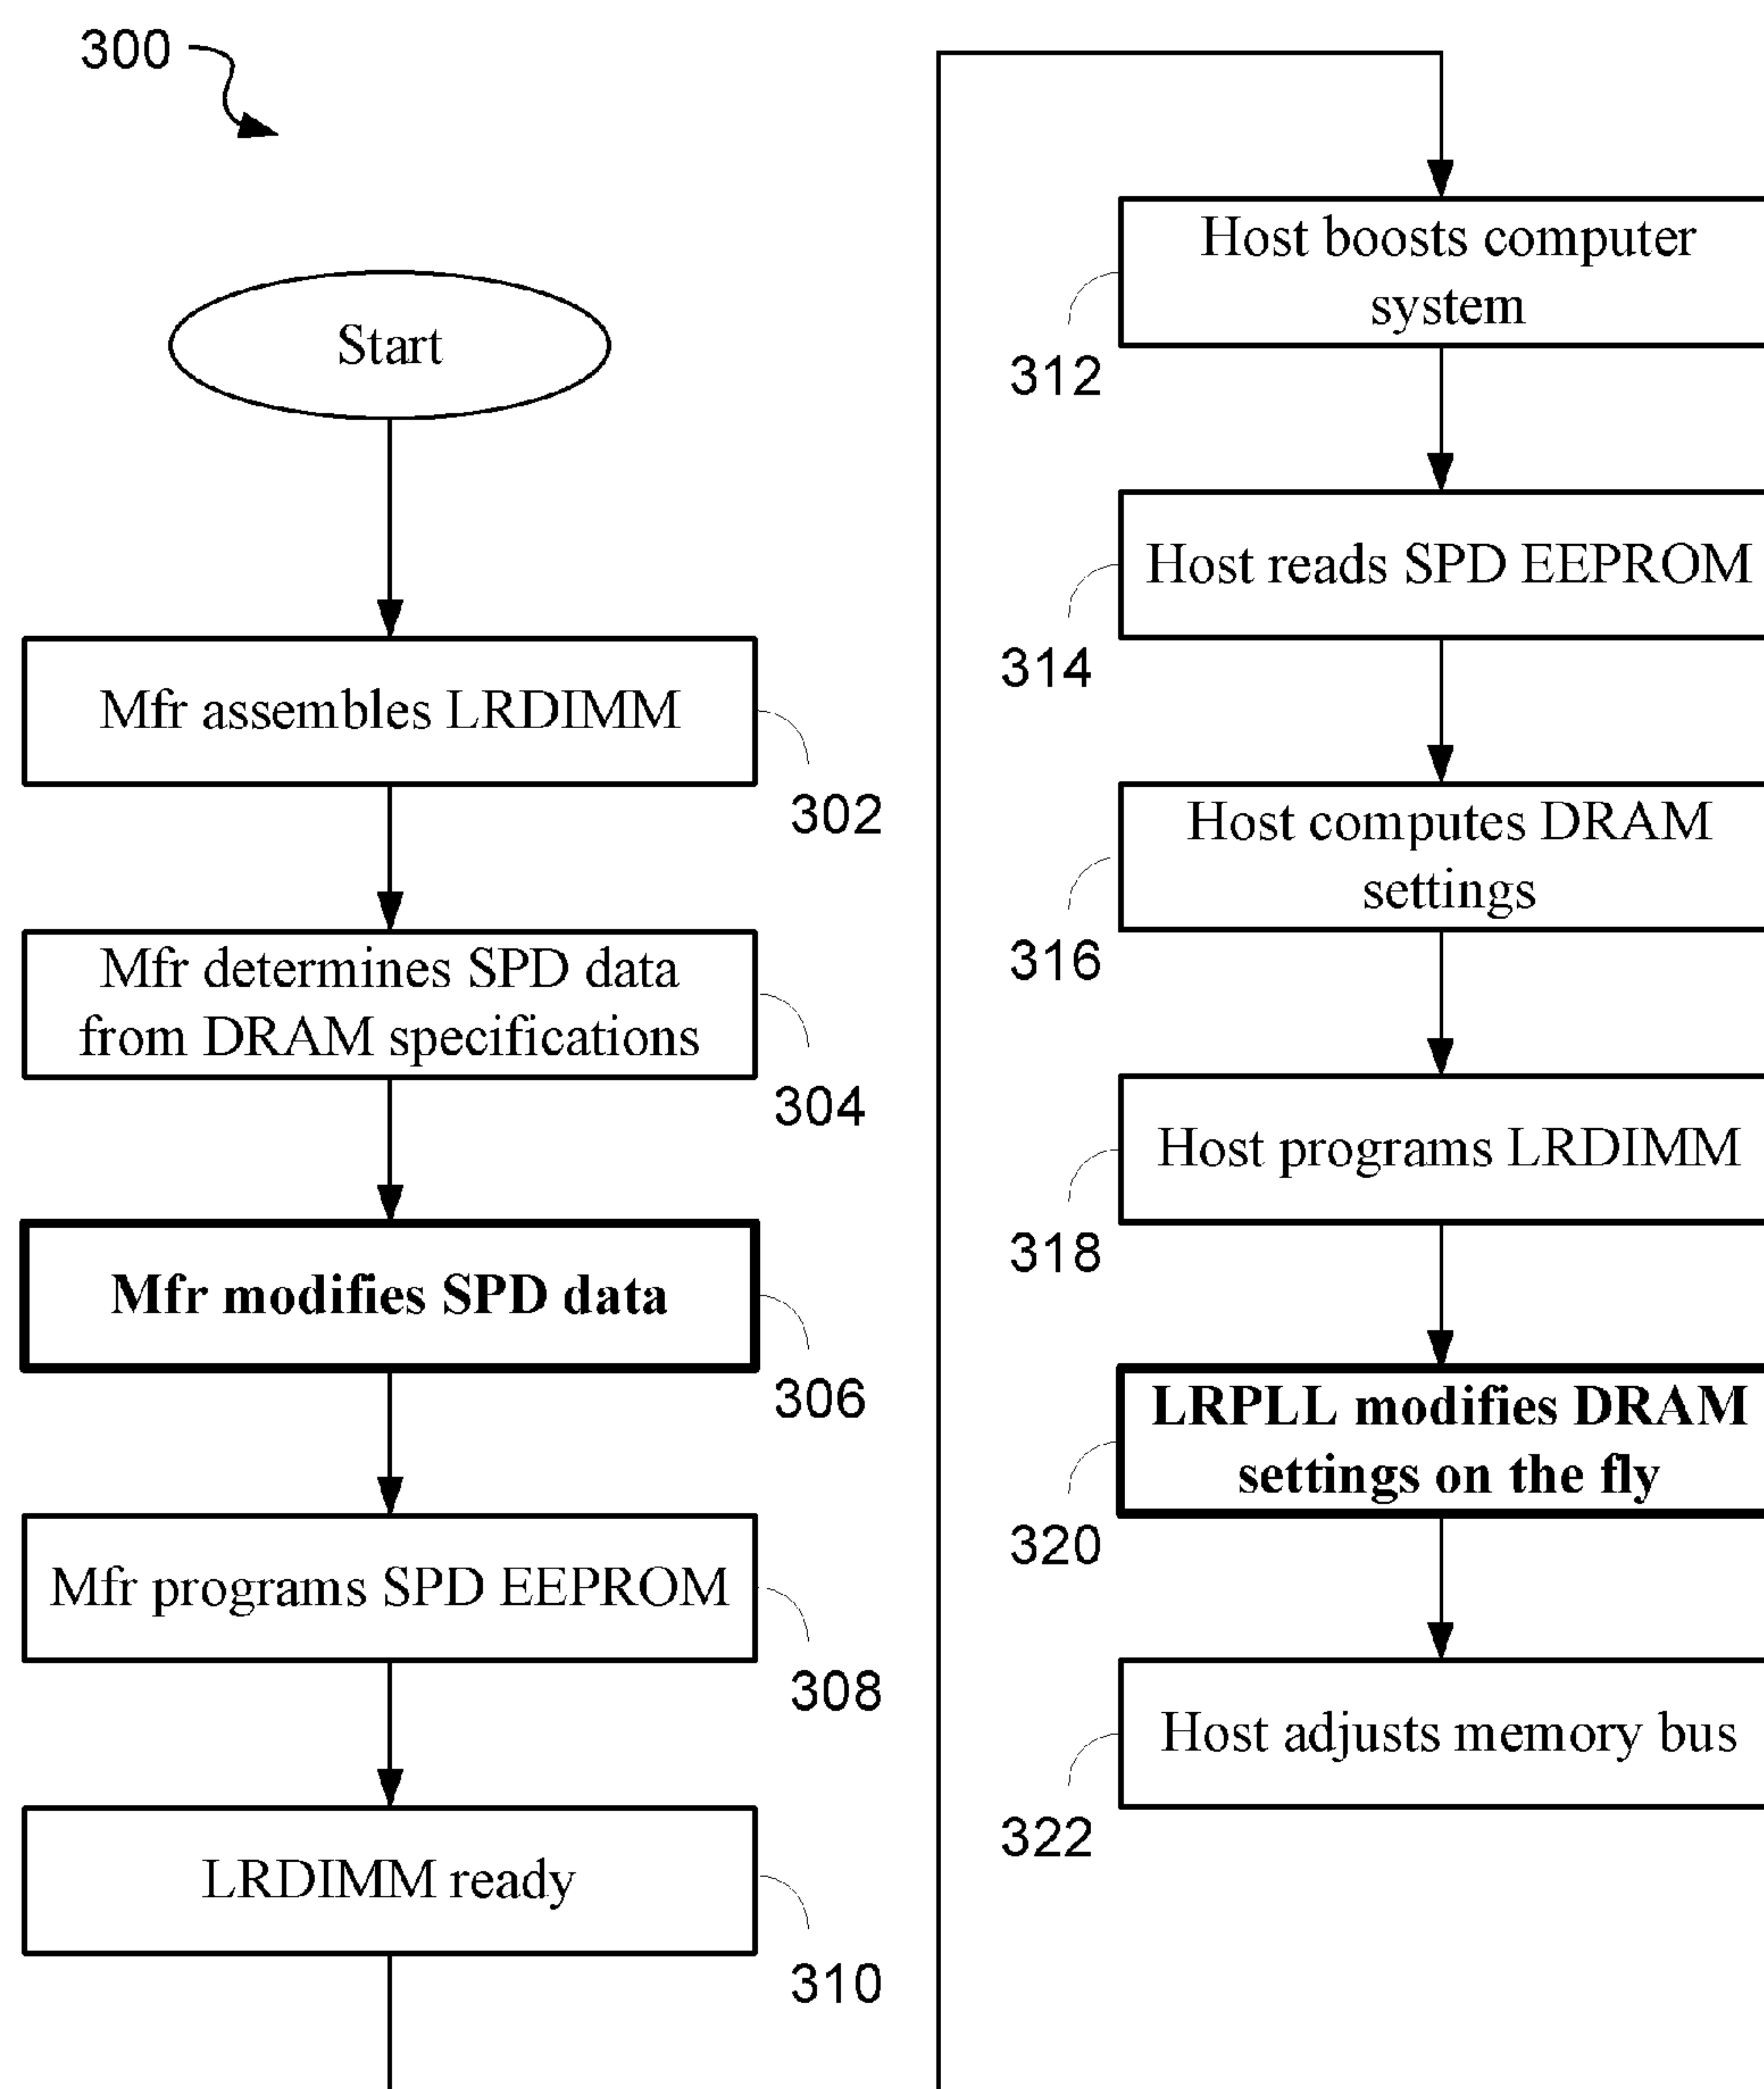 300
Start
Mfr assembles LRDIMM
302
Mfr determines SPD data
from DRAM specifications
304
Mfr modifies SPD data
306
Mfr programs SPD EEPROM
308
LRDIMM ready
310
Host boosts computer
system
312
Host reads SPD EEPROM
314
Host computes DRAM
settings
316
Host programs LRDIMM
318
LRPLL modifies DRAM
settings on the fly
320
Host adjusts memory bus
322